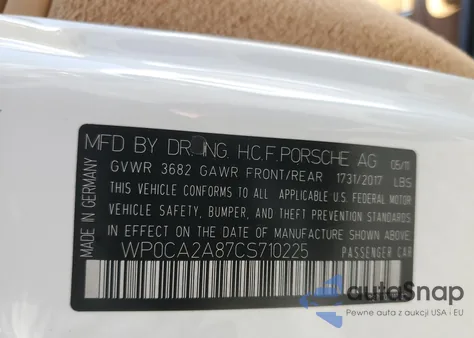 MFD BY DR.ING. H.C.F. PORSCHE AG 05/11
GVWR 3682 GAWR FRONT/REAR 1731/2017 LBS
THIS VEHICLE CONFORMS TO ALL APPLICABLE U.S. FEDERAL MOTOR
VEHICLE SAFETY, BUMPER, AND THEFT PREVENTION STANDARDS
IN EFFECT ON THE DATE OF MANUFACTURE SHOWN ABOVE.
WP0CA2A87CS710225 PASSENGER CAR
MADE IN GERMANY
autoSnap
Pewne auta z aukcji USA i EU